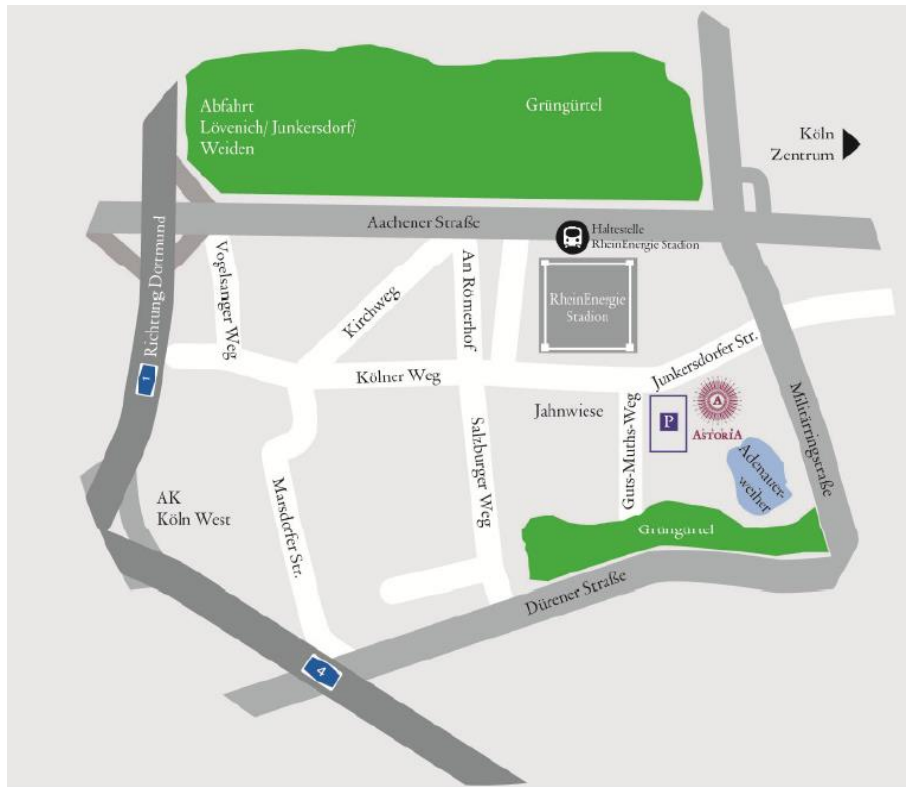 Abfahrt
Lövenich/ Junkersdorf/
Weiden
Grüngürtel
Köln
Zentrum
Aachener Straße
Haltestelle
RheinEnergie Stadion
Richtung Dortmund
Vogelsanger Weg
Kirchweg
An Römerhof
RheinEnergie
Stadion
1
Kölner Weg
Junkersdorfer Str.
Jahnwiese
P
A
ASTORIA
Militärringstraße
Guts-Muths-Weg
Salzburger Weg
Adenauer-
weiher
Marsdorfer Str.
AK
Köln West
Grüngürtel
Dürener Straße
4